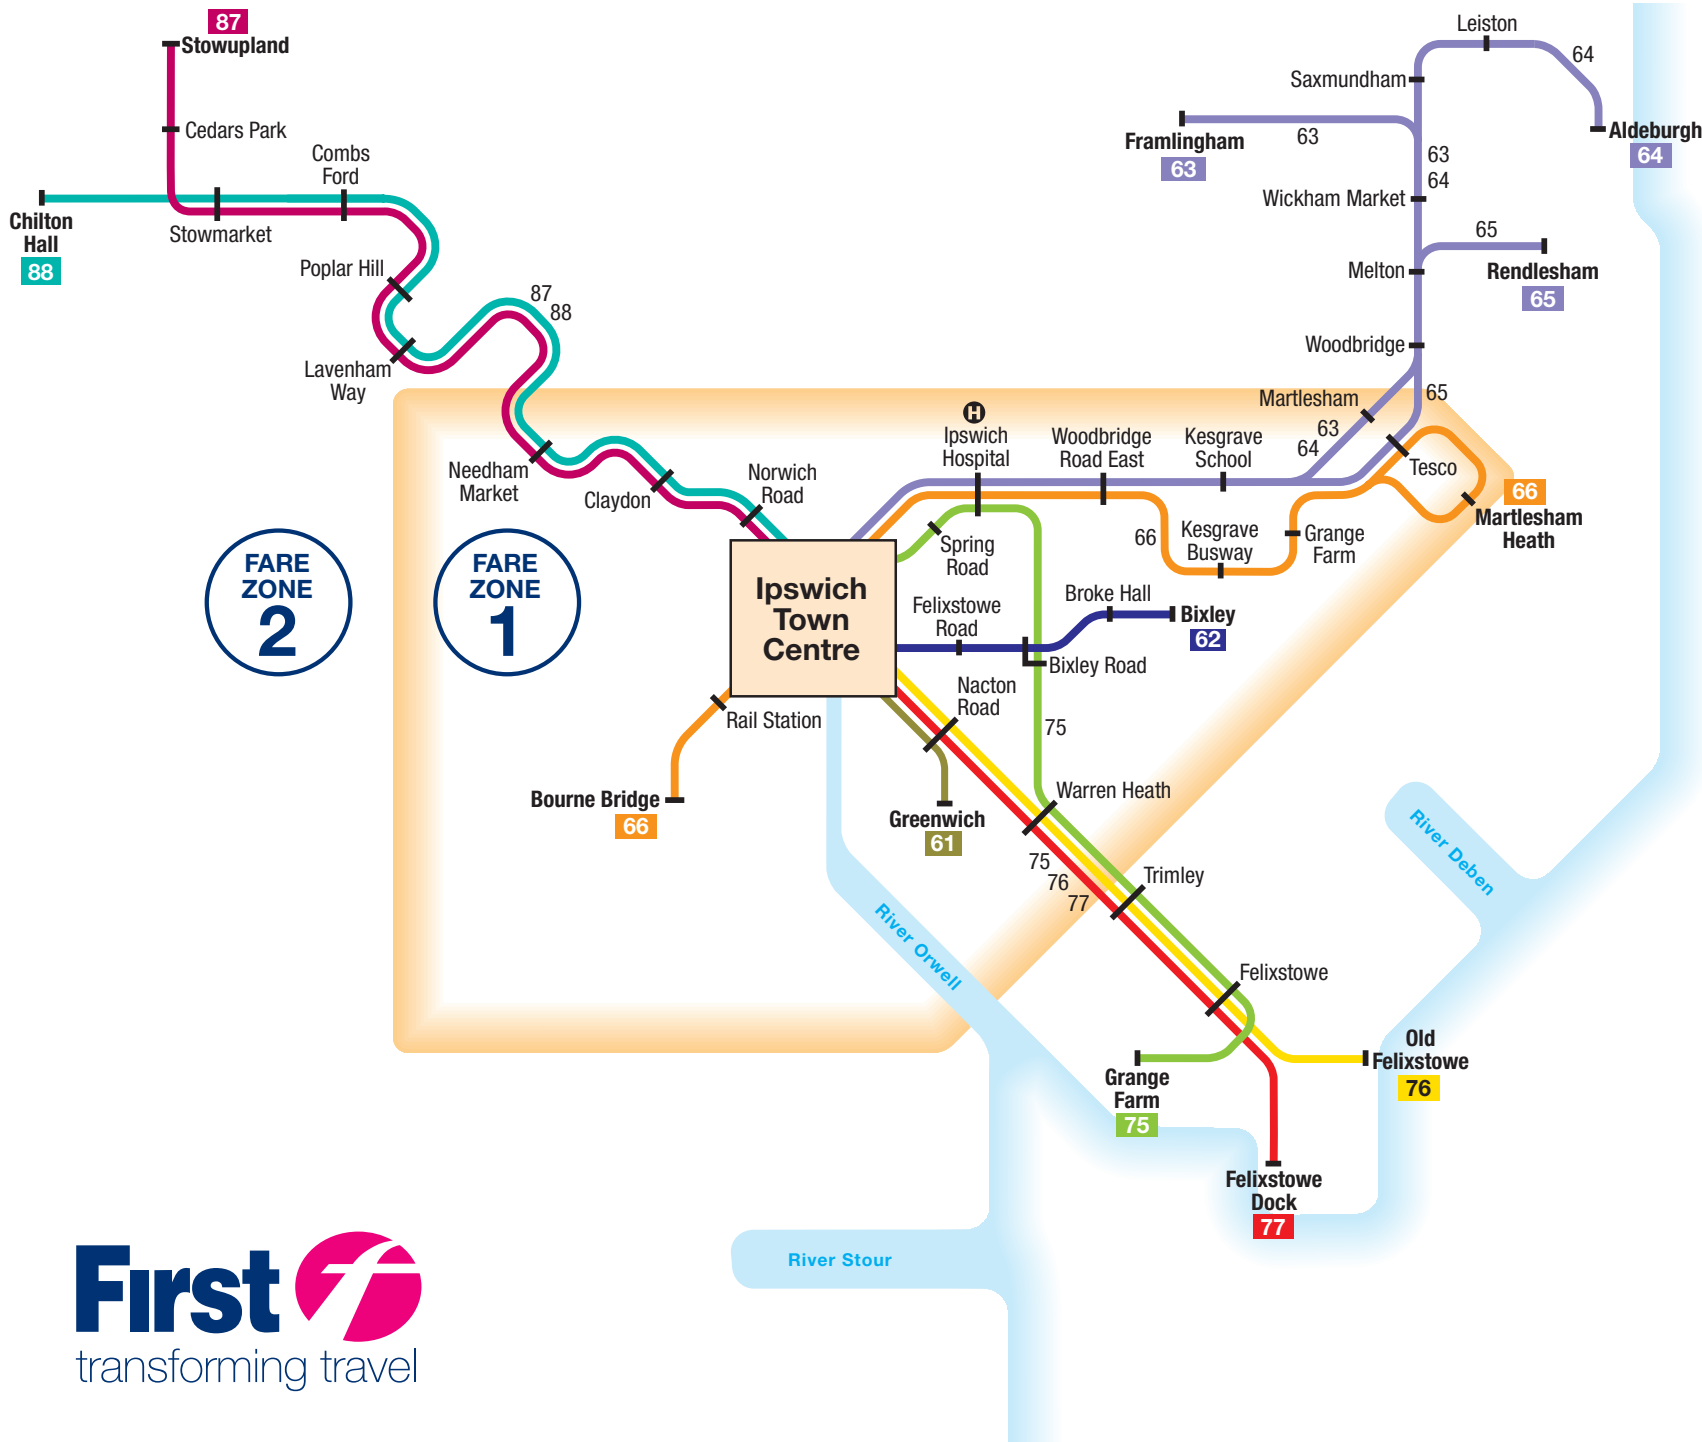 87
Stowupland
Cedars Park
Combs
Ford
Chilton
Hall
88
Stowmarket
Poplar Hill
87
88
Lavenham
Way
Needham
Market
Claydon
Norwich
Road
Leiston
64
Saxmundham
Framlingham
63
63
Aldeburgh
64
63
64
Wickham Market
65
Melton
Rendlesham
65
Woodbridge
65
Martlesham
63
64
H
Ipswich
Hospital
Woodbridge
Road East
Kesgrave
School
Tesco
66
Martlesham
Heath
66
Kesgrave
Busway
Grange
Farm
Spring
Road
FARE
ZONE
2
FARE
ZONE
1
Ipswich
Town
Centre
Felixstowe
Road
Broke Hall
Bixley
62
Bixley Road
Nacton
Road
Rail Station
75
Bourne Bridge
66
Greenwich
61
Warren Heath
75
76
77
Trimley
River Deben
River Orwell
Felixstowe
Old
Felixstowe
76
Grange
Farm
75
Felixstowe
Dock
77
River Stour
First
transforming travel